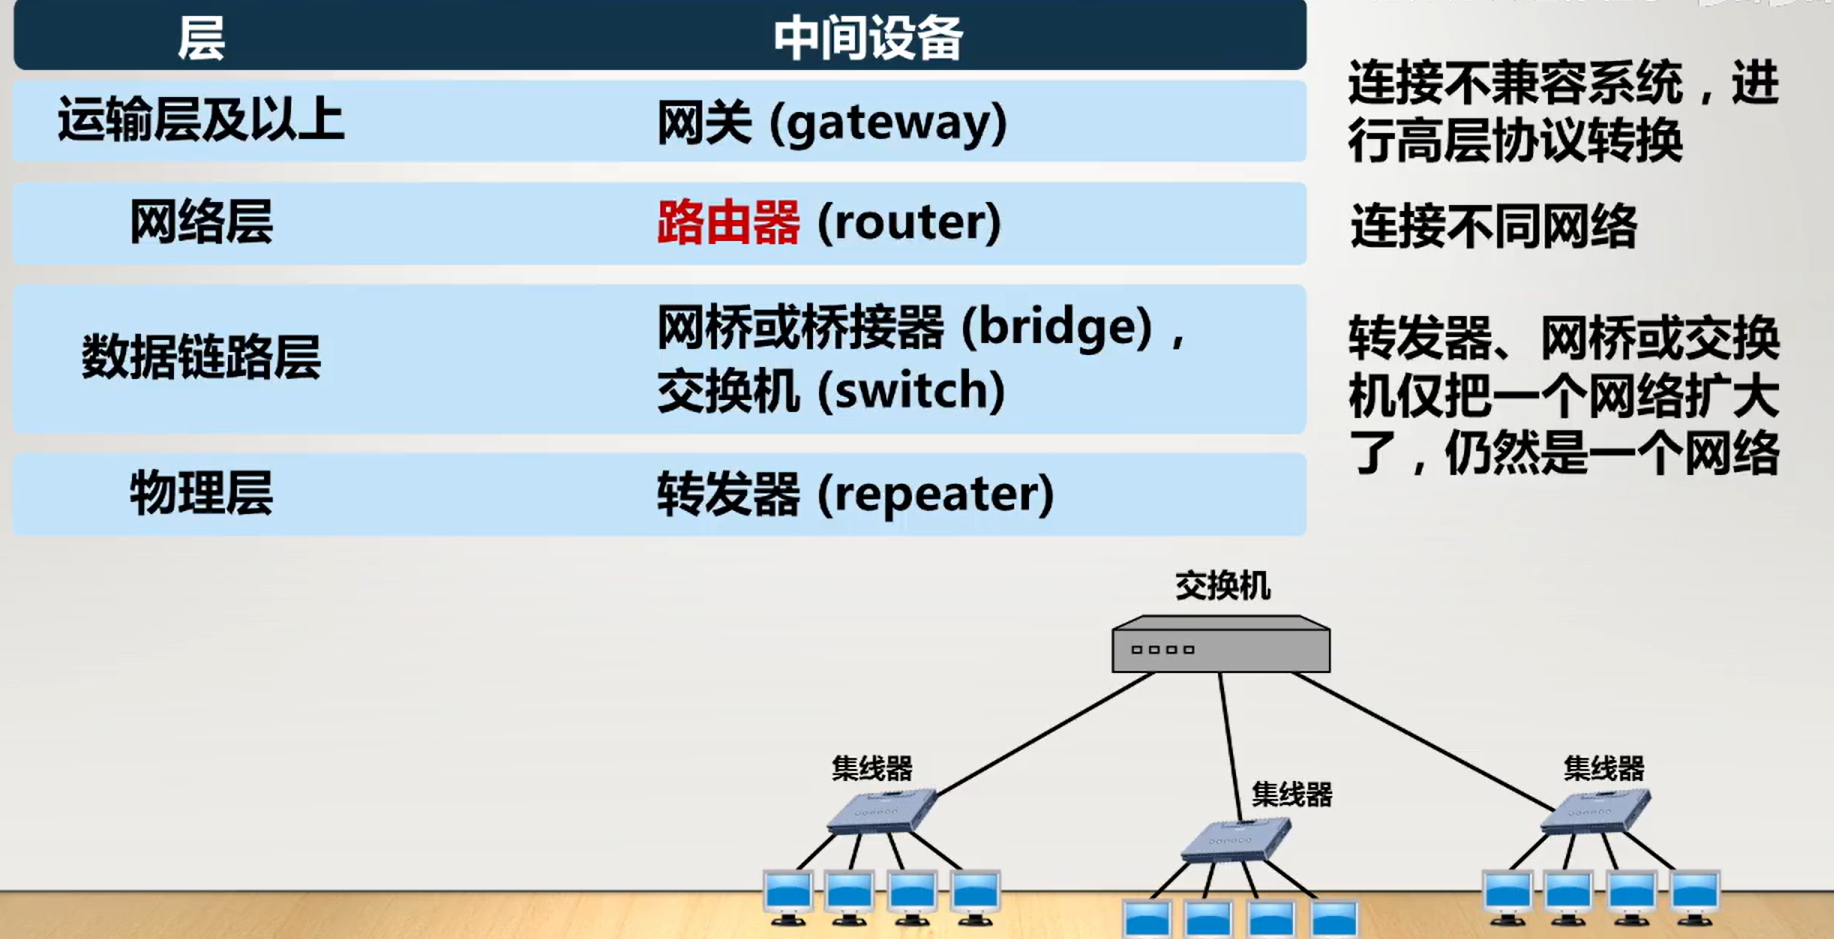 层
中间设备
运输层及以上
网关 (gateway)
连接不兼容系统，进
行高层协议转换
网络层
路由器 (router)
连接不同网络
数据链路层
网桥或桥接器 (bridge)，
交换机 (switch)
转发器、网桥或交换
机仅把一个网络扩大
了，仍然是一个网络
物理层
转发器 (repeater)
交换机
集线器
集线器
集线器